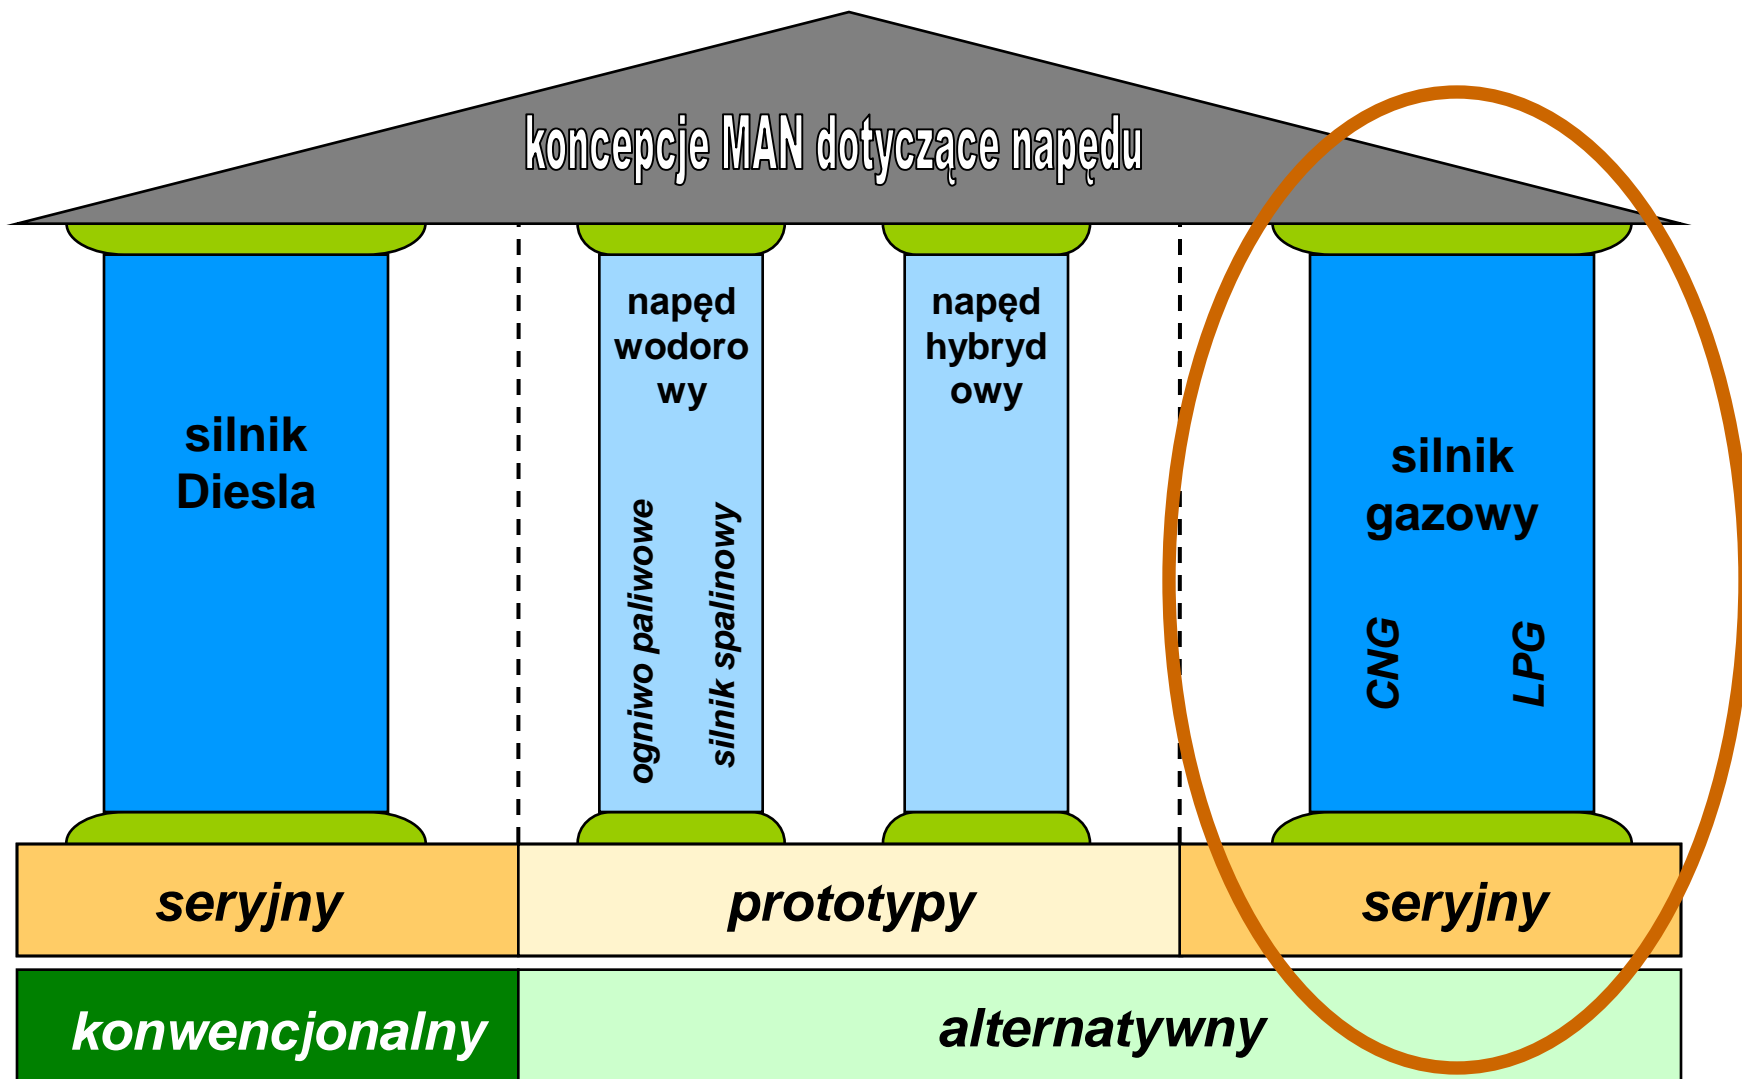 koncepcje MAN dotyczące napędu
silnik
Diesla
napęd
wodoro
wy
ogniwo paliwowe
silnik spalinowy
napęd
hybryd
owy
silnik
gazowy
CNG
LPG
seryjny
prototypy
seryjny
konwencjonalny
alternatywny